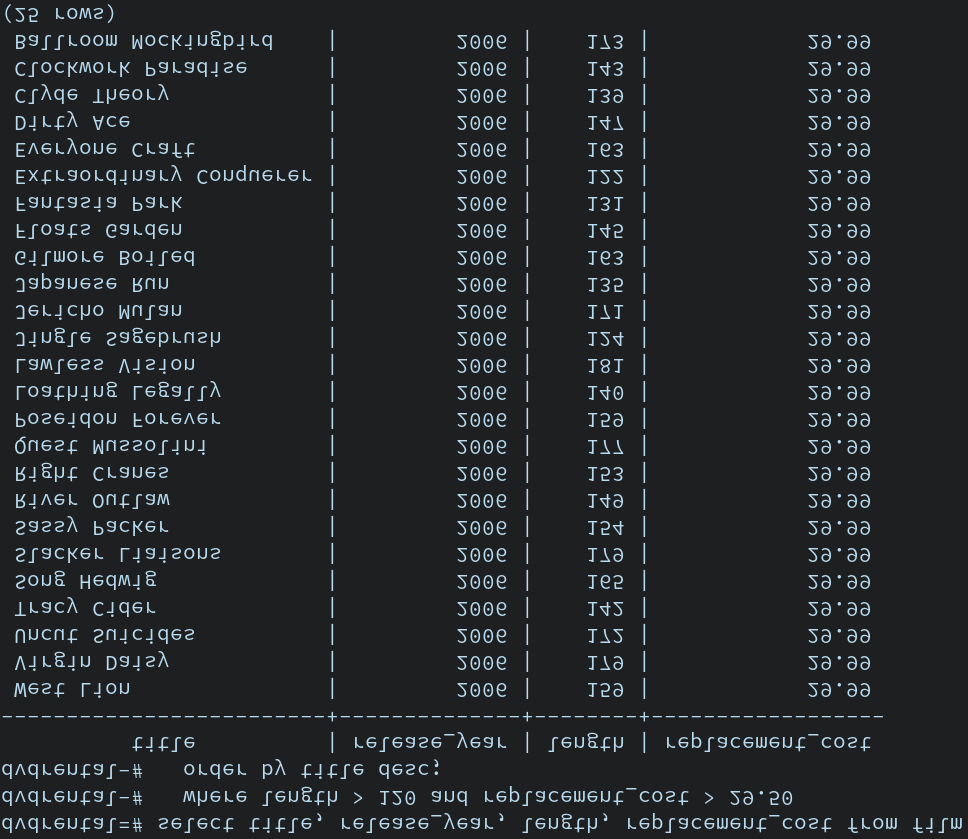 dvdrental=# select title, release_year, length, replacement_cost from film
dvdrental-#   where length > 120 and replacement_cost > 29.50
dvdrental-#   order by title desc;
          title          | release_year | length | replacement_cost
-------------------------+--------------+--------+------------------
 West Lion               |         2006 |    159 |            29.99
 Virgin Daisy            |         2006 |    179 |            29.99
 Uncut Suicides          |         2006 |    172 |            29.99
 Tracy Cider             |         2006 |    142 |            29.99
 Song Hedwig             |         2006 |    165 |            29.99
 Slacker Liaisons        |         2006 |    179 |            29.99
 Sassy Packer            |         2006 |    154 |            29.99
 River Outlaw            |         2006 |    149 |            29.99
 Right Cranes            |         2006 |    153 |            29.99
 Quest Mussolini         |         2006 |    177 |            29.99
 Poseidon Forever        |         2006 |    159 |            29.99
 Loathing Legally        |         2006 |    140 |            29.99
 Lawless Vision          |         2006 |    181 |            29.99
 Jingle Sagebrush        |         2006 |    124 |            29.99
 Jericho Mulan           |         2006 |    171 |            29.99
 Japanese Run            |         2006 |    135 |            29.99
 Gilmore Boiled          |         2006 |    163 |            29.99
 Floats Garden           |         2006 |    145 |            29.99
 Fantasia Park           |         2006 |    131 |            29.99
 Extraordinary Conquerer |         2006 |    122 |            29.99
 Everyone Craft          |         2006 |    163 |            29.99
 Dirty Ace               |         2006 |    147 |            29.99
 Clyde Theory            |         2006 |    139 |            29.99
 Clockwork Paradise      |         2006 |    143 |            29.99
 Ballroom Mockingbird    |         2006 |    173 |            29.99
(25 rows)